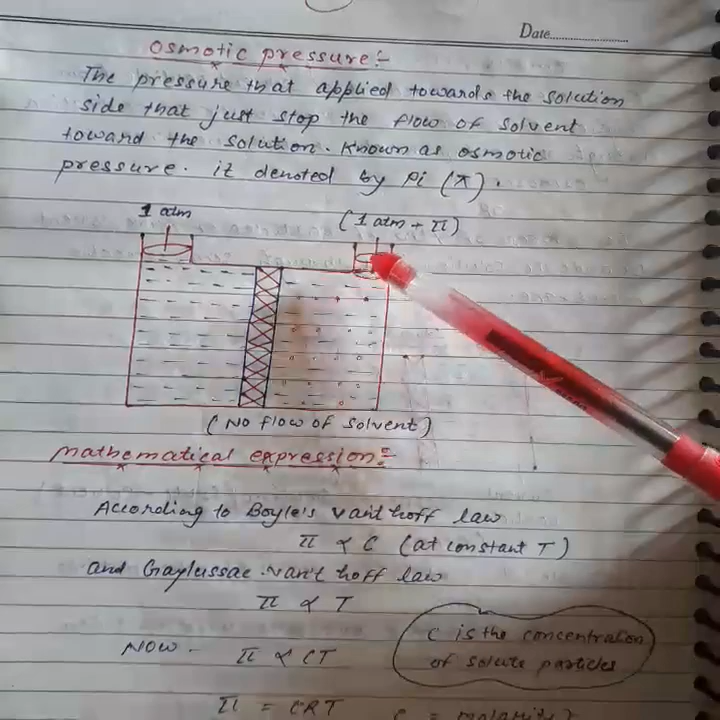 Date
Osmotic pressure:-
The pressure that applied towards the solution
side that just stop the flow of solvent
toward the solution. Known as osmotic
pressure. it denoted by Pi (π).
1 atm
(1 atm + π)
(No flow of solvent)
Mathematical expression:-
According to Boyle's van't hoff law
π ∝ C (at constant T)
and Gaylussac van't hoff law
π ∝ T
Now - π ∝ CT
C is the concentration
of solute particles
π = CRT
C = molarity